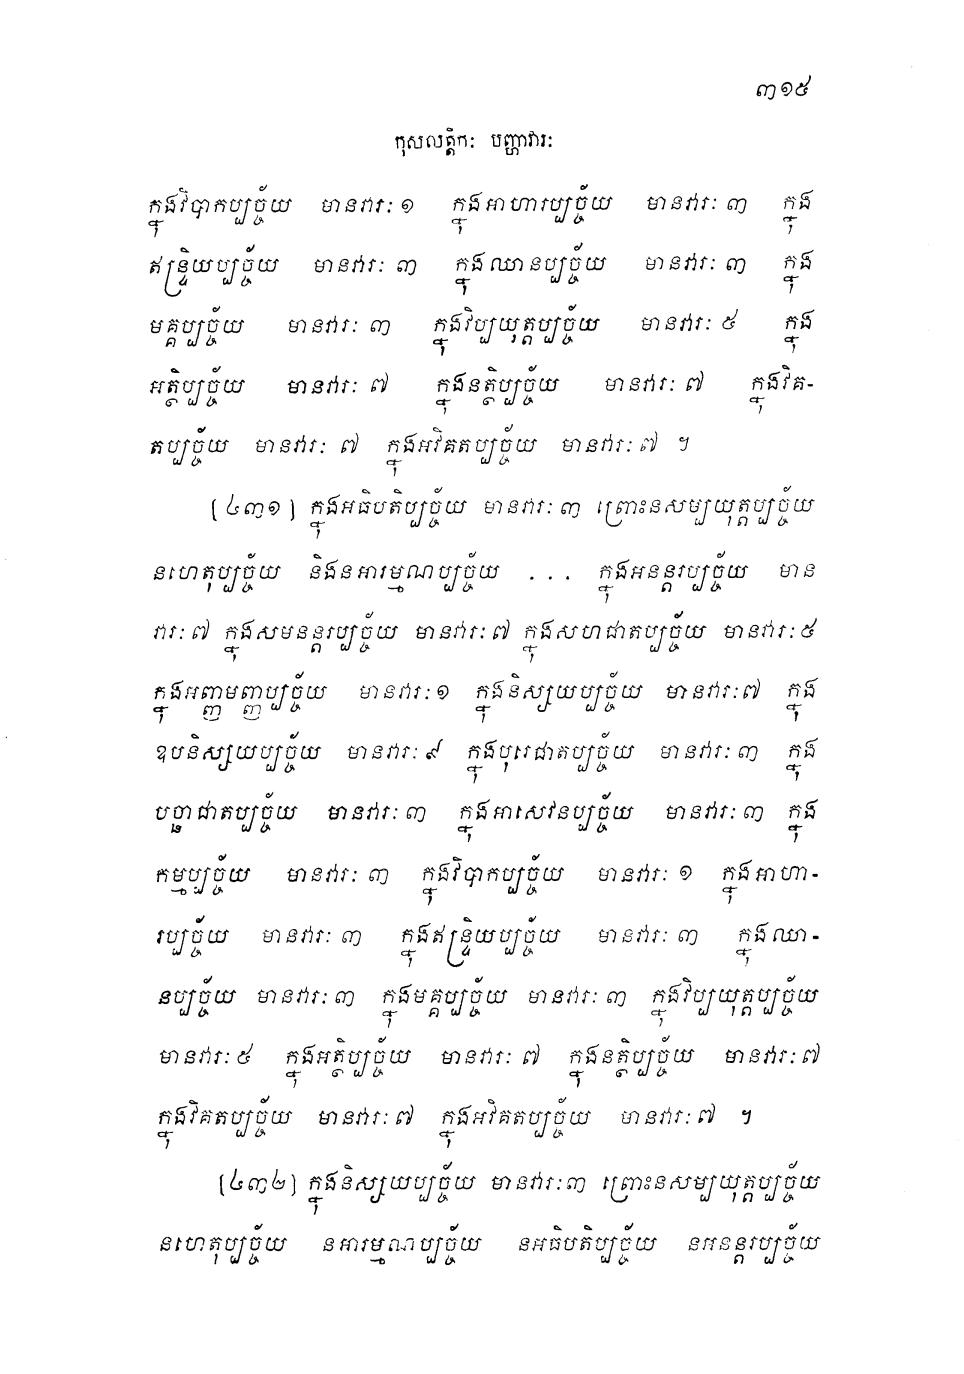 ៣១៥
កុសលត្តិកៈ បញ្ហាវារៈ
ក្នុងវិបាកប្បច្ច័យ មានវារៈ ១ ក្នុងអាហារប្បច្ច័យ មានវារៈ ៣ ក្នុង
ឥន្ទ្រិយប្បច្ច័យ មានវារៈ ៣ ក្នុងឈានប្បច្ច័យ មានវារៈ ៣ ក្នុង
មគ្គប្បច្ច័យ មានវារៈ ៣ ក្នុងវិប្បយុត្តប្បច្ច័យ មានវារៈ ៥ ក្នុង
អត្ថិប្បច្ច័យ មានវារៈ ៧ ក្នុងនត្ថិប្បច្ច័យ មានវារៈ ៧ ក្នុងវិគ-
តប្បច្ច័យ មានវារៈ ៧ ក្នុងអវិគតប្បច្ច័យ មានវារៈ ៧ ។
(៤៣១) ក្នុងអធិបតិប្បច្ច័យ មានវារៈ ៣ ព្រោះនសម្បយុត្តប្បច្ច័យ
នហេតុប្បច្ច័យ និងនអារម្មណប្បច្ច័យ ... ក្នុងអនន្តរប្បច្ច័យ មាន
វារៈ ៧ ក្នុងសមនន្តរប្បច្ច័យ មានវារៈ ៧ ក្នុងសហជាតប្បច្ច័យ មានវារៈ ៥
ក្នុងអញ្ញមញ្ញប្បច្ច័យ មានវារៈ ១ ក្នុងនិស្សយប្បច្ច័យ មានវារៈ ៧ ក្នុង
ឧបនិស្សយប្បច្ច័យ មានវារៈ ៩ ក្នុងបុរេជាតប្បច្ច័យ មានវារៈ ៣ ក្នុង
បច្ឆាជាតប្បច្ច័យ មានវារៈ ៣ ក្នុងអាសេវនប្បច្ច័យ មានវារៈ ៣ ក្នុង
កម្មប្បច្ច័យ មានវារៈ ៣ ក្នុងវិបាកប្បច្ច័យ មានវារៈ ១ ក្នុងអាហា-
រប្បច្ច័យ មានវារៈ ៣ ក្នុងឥន្ទ្រិយប្បច្ច័យ មានវារៈ ៣ ក្នុងឈា-
នប្បច្ច័យ មានវារៈ ៣ ក្នុងមគ្គប្បច្ច័យ មានវារៈ ៣ ក្នុងវិប្បយុត្តប្បច្ច័យ
មានវារៈ ៥ ក្នុងអត្ថិប្បច្ច័យ មានវារៈ ៧ ក្នុងនត្ថិប្បច្ច័យ មានវារៈ ៧
ក្នុងវិគតប្បច្ច័យ មានវារៈ ៧ ក្នុងអវិគតប្បច្ច័យ មានវារៈ ៧ ។
(៤៣២) ក្នុងនិស្សយប្បច្ច័យ មានវារៈ ៣ ព្រោះនសម្បយុត្តប្បច្ច័យ
នហេតុប្បច្ច័យ នអារម្មណប្បច្ច័យ នអធិបតិប្បច្ច័យ នអនន្តរប្បច្ច័យ